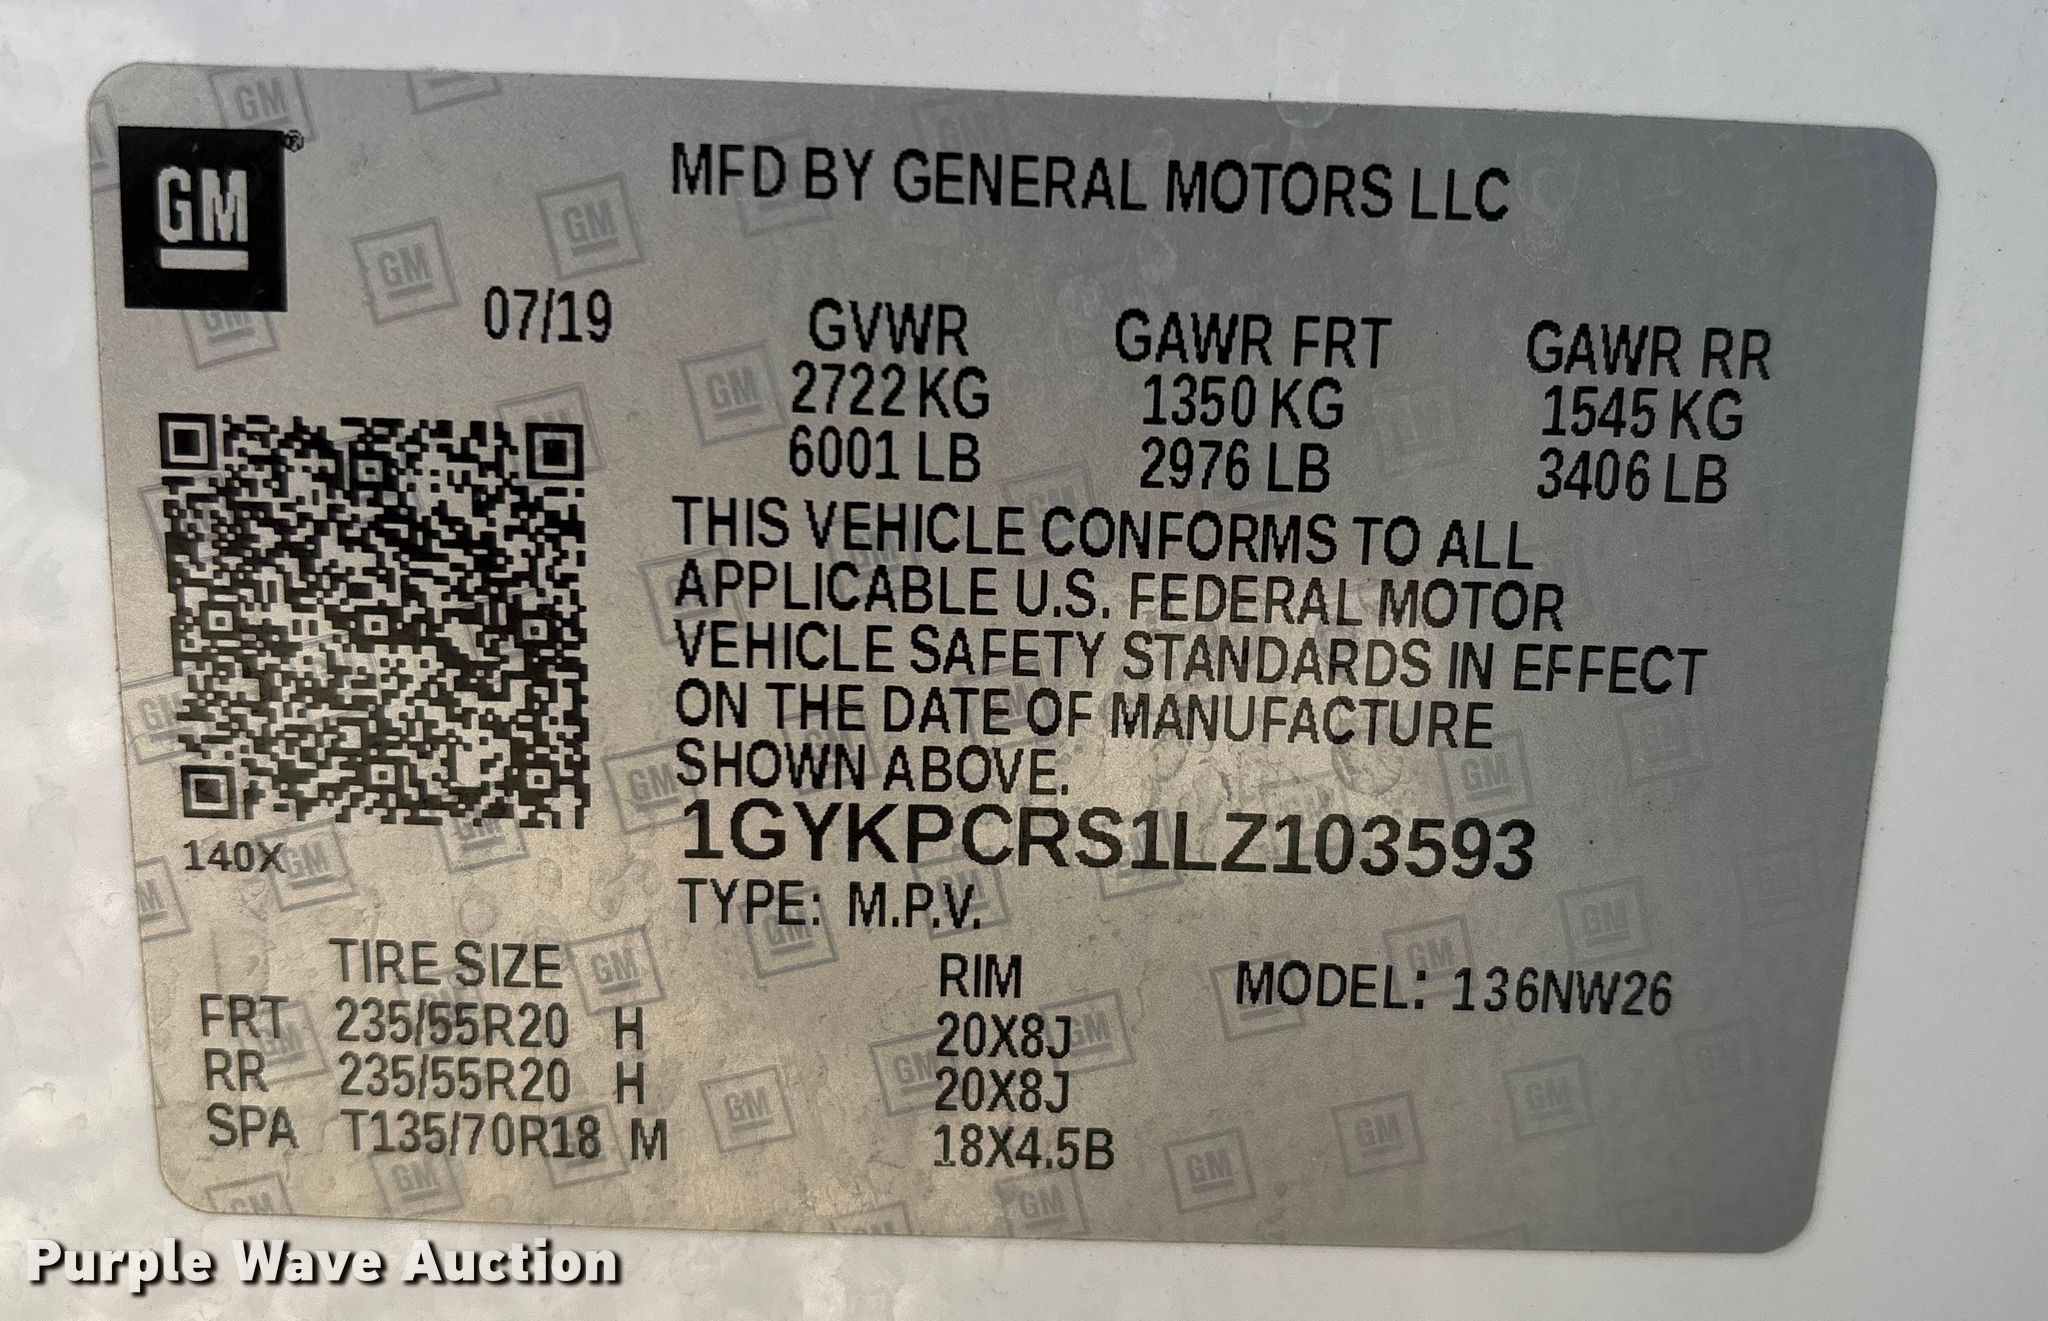 GM®
MFD BY GENERAL MOTORS LLC
07/19
GVWR GAWR FRT GAWR RR
2722 KG 1350 KG 1545 KG
6001 LB 2976 LB 3406 LB
THIS VEHICLE CONFORMS TO ALL
APPLICABLE U.S. FEDERAL MOTOR
VEHICLE SAFETY STANDARDS IN EFFECT
ON THE DATE OF MANUFACTURE
SHOWN ABOVE.
1GYKPCRS1LZ103593
140X
TYPE: M.P.V.
TIRE SIZE RIM MODEL: 136NW26
FRT 235/55R20 H 20X8J
RR 235/55R20 H 20X8J
SPA T135/70R18 M 18X4.5B
Purple Wave Auction